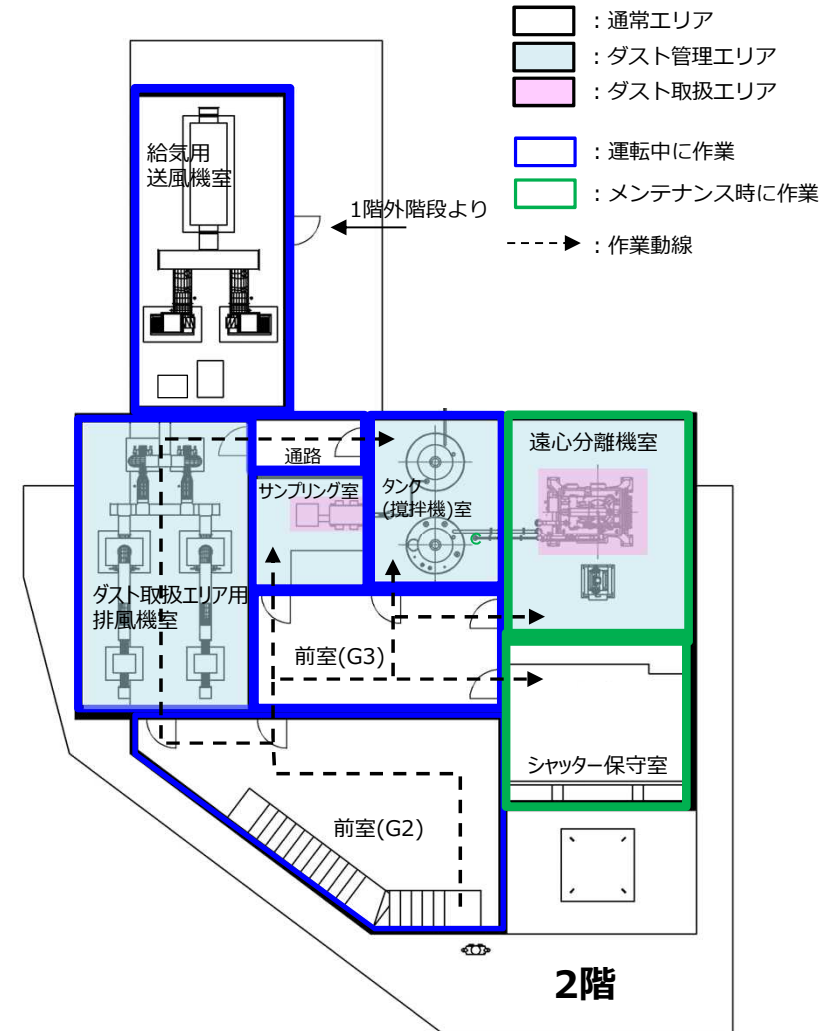 ：通常エリア
：ダスト管理エリア
：ダスト取扱エリア
：運転中に作業
：メンテナンス時に作業
：作業動線
給気用
送風機室
1階外階段より
通路
サンプリング室
タンク
(撹拌機)室
遠心分離機室
ダスト取扱エリア用
排風機室
前室(G3)
シャッター保守室
前室(G2)
2階